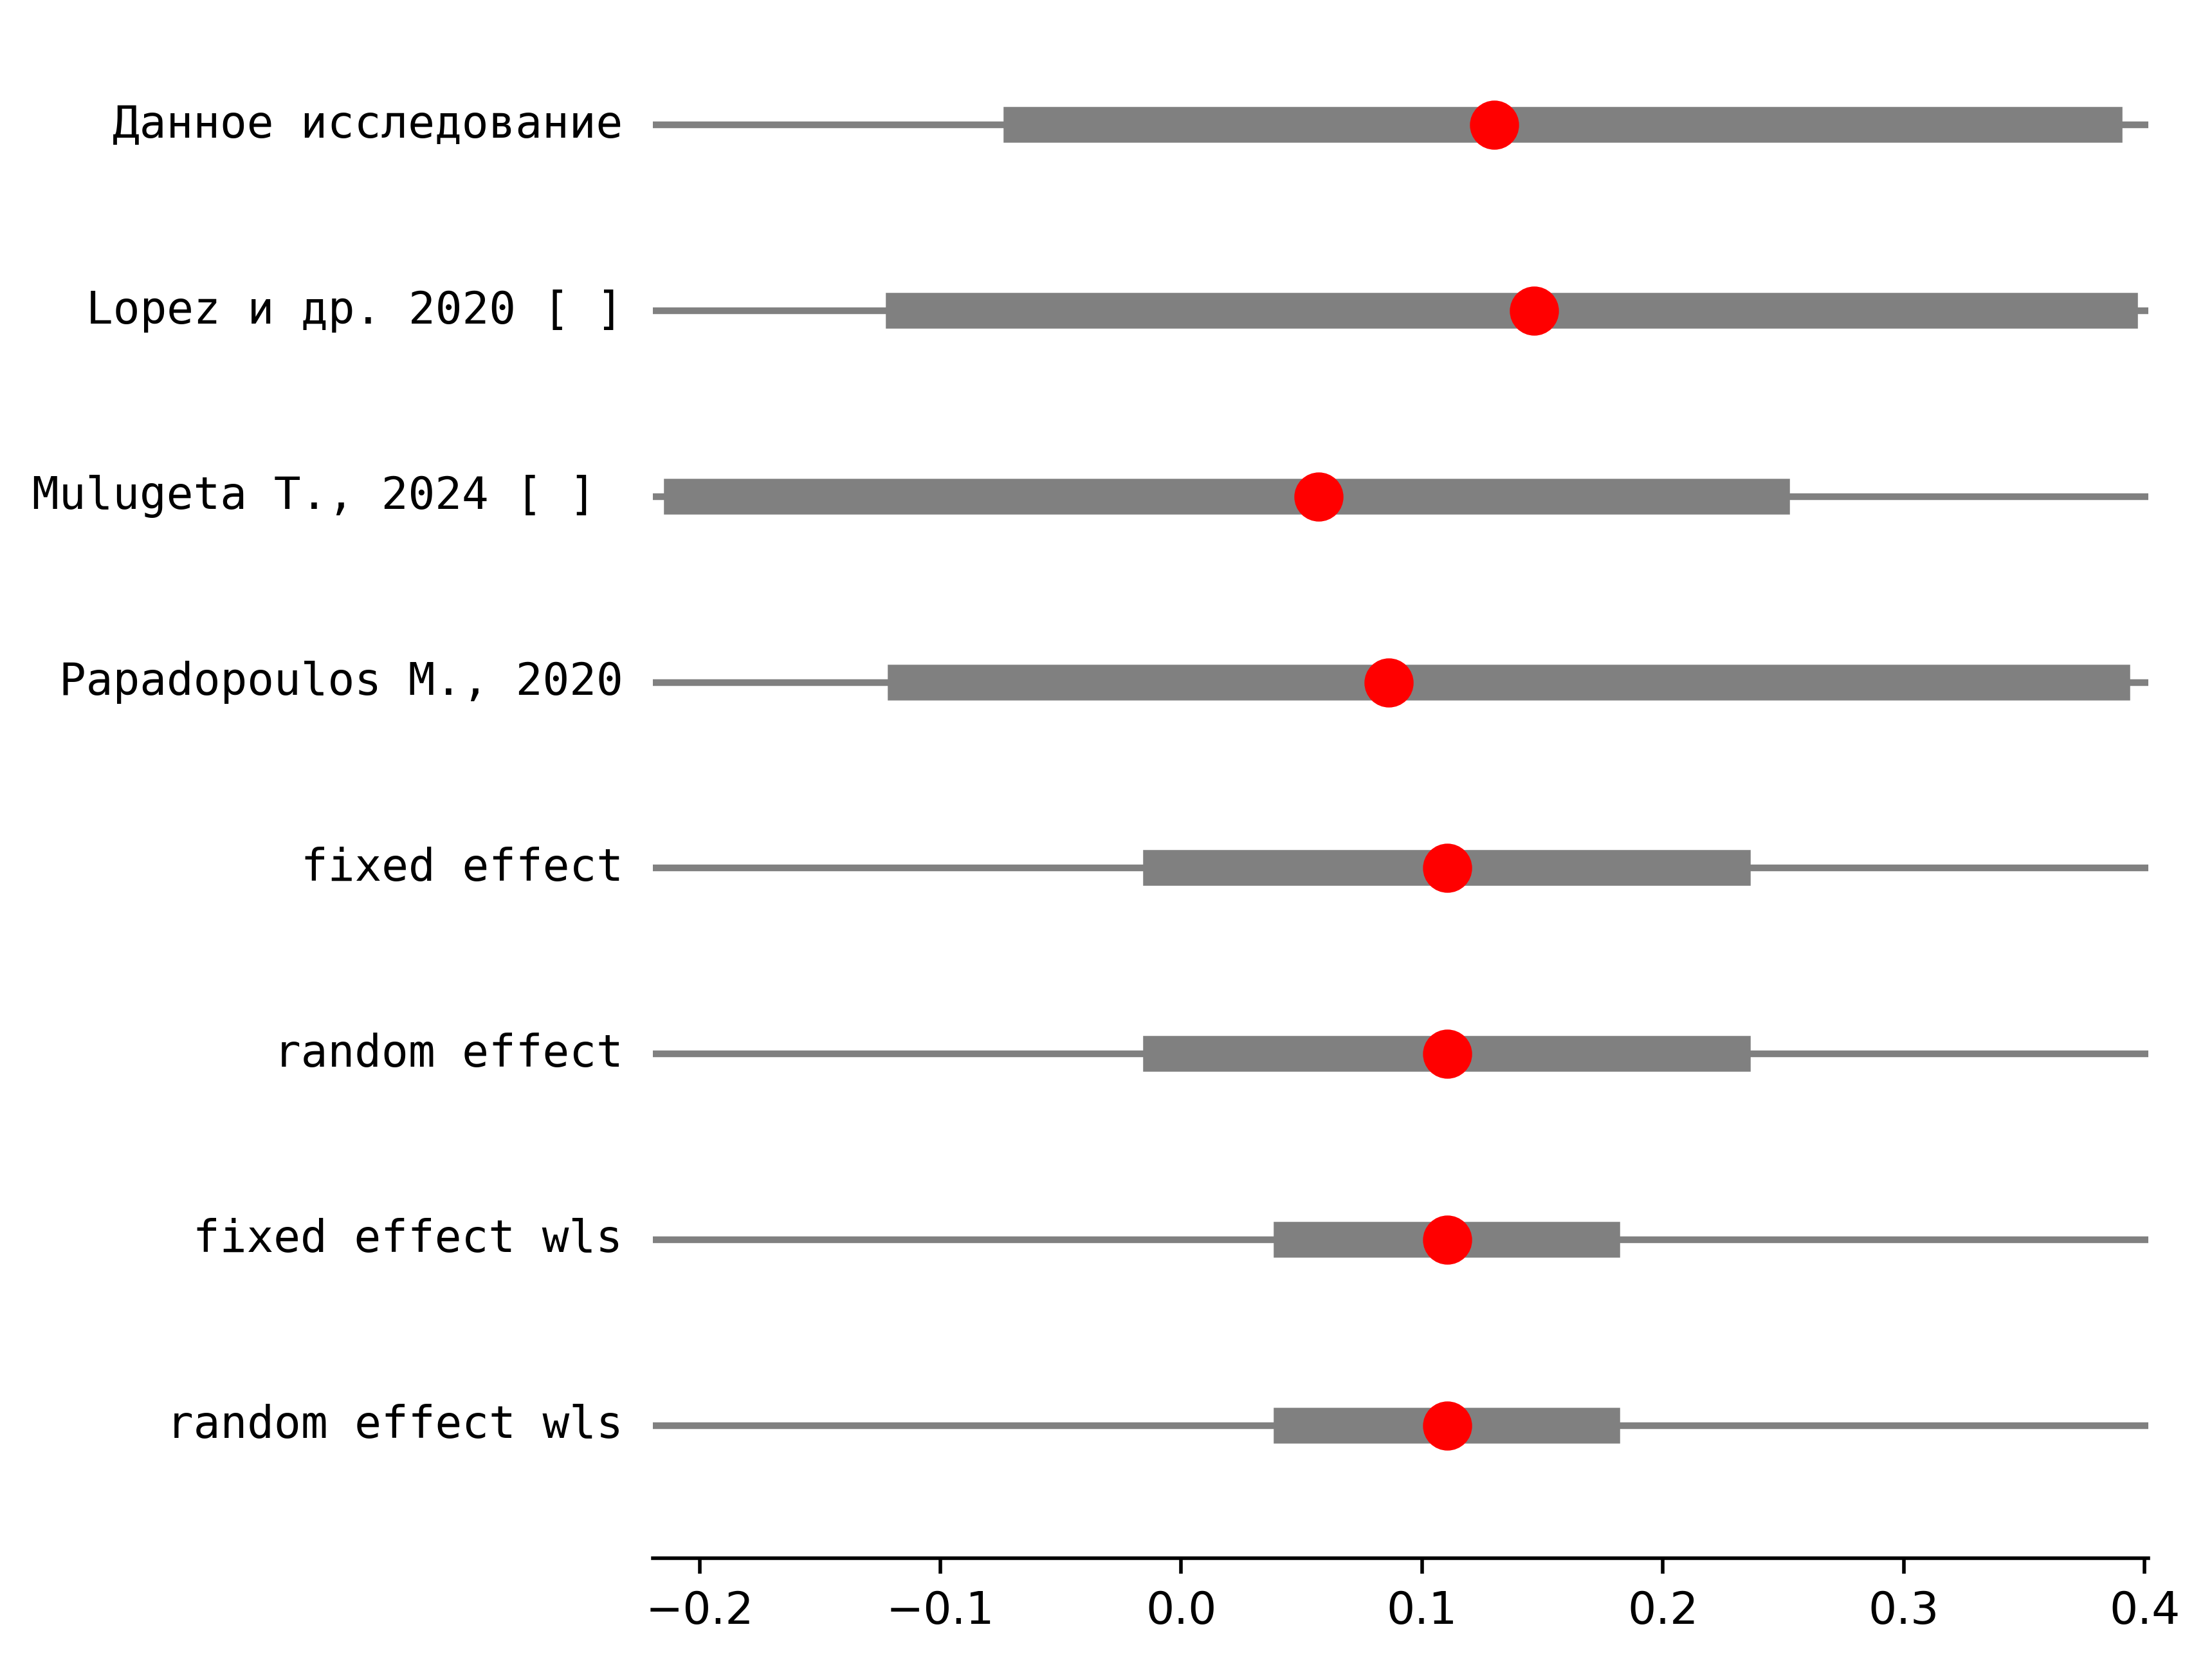 Данное исследование
Lopez и др. 2020 [ ]
Mulugeta T., 2024 [ ]
Papadopoulos M., 2020
fixed effect
random effect
fixed effect wls
random effect wls
−0.2 −0.1 0.0 0.1 0.2 0.3 0.4